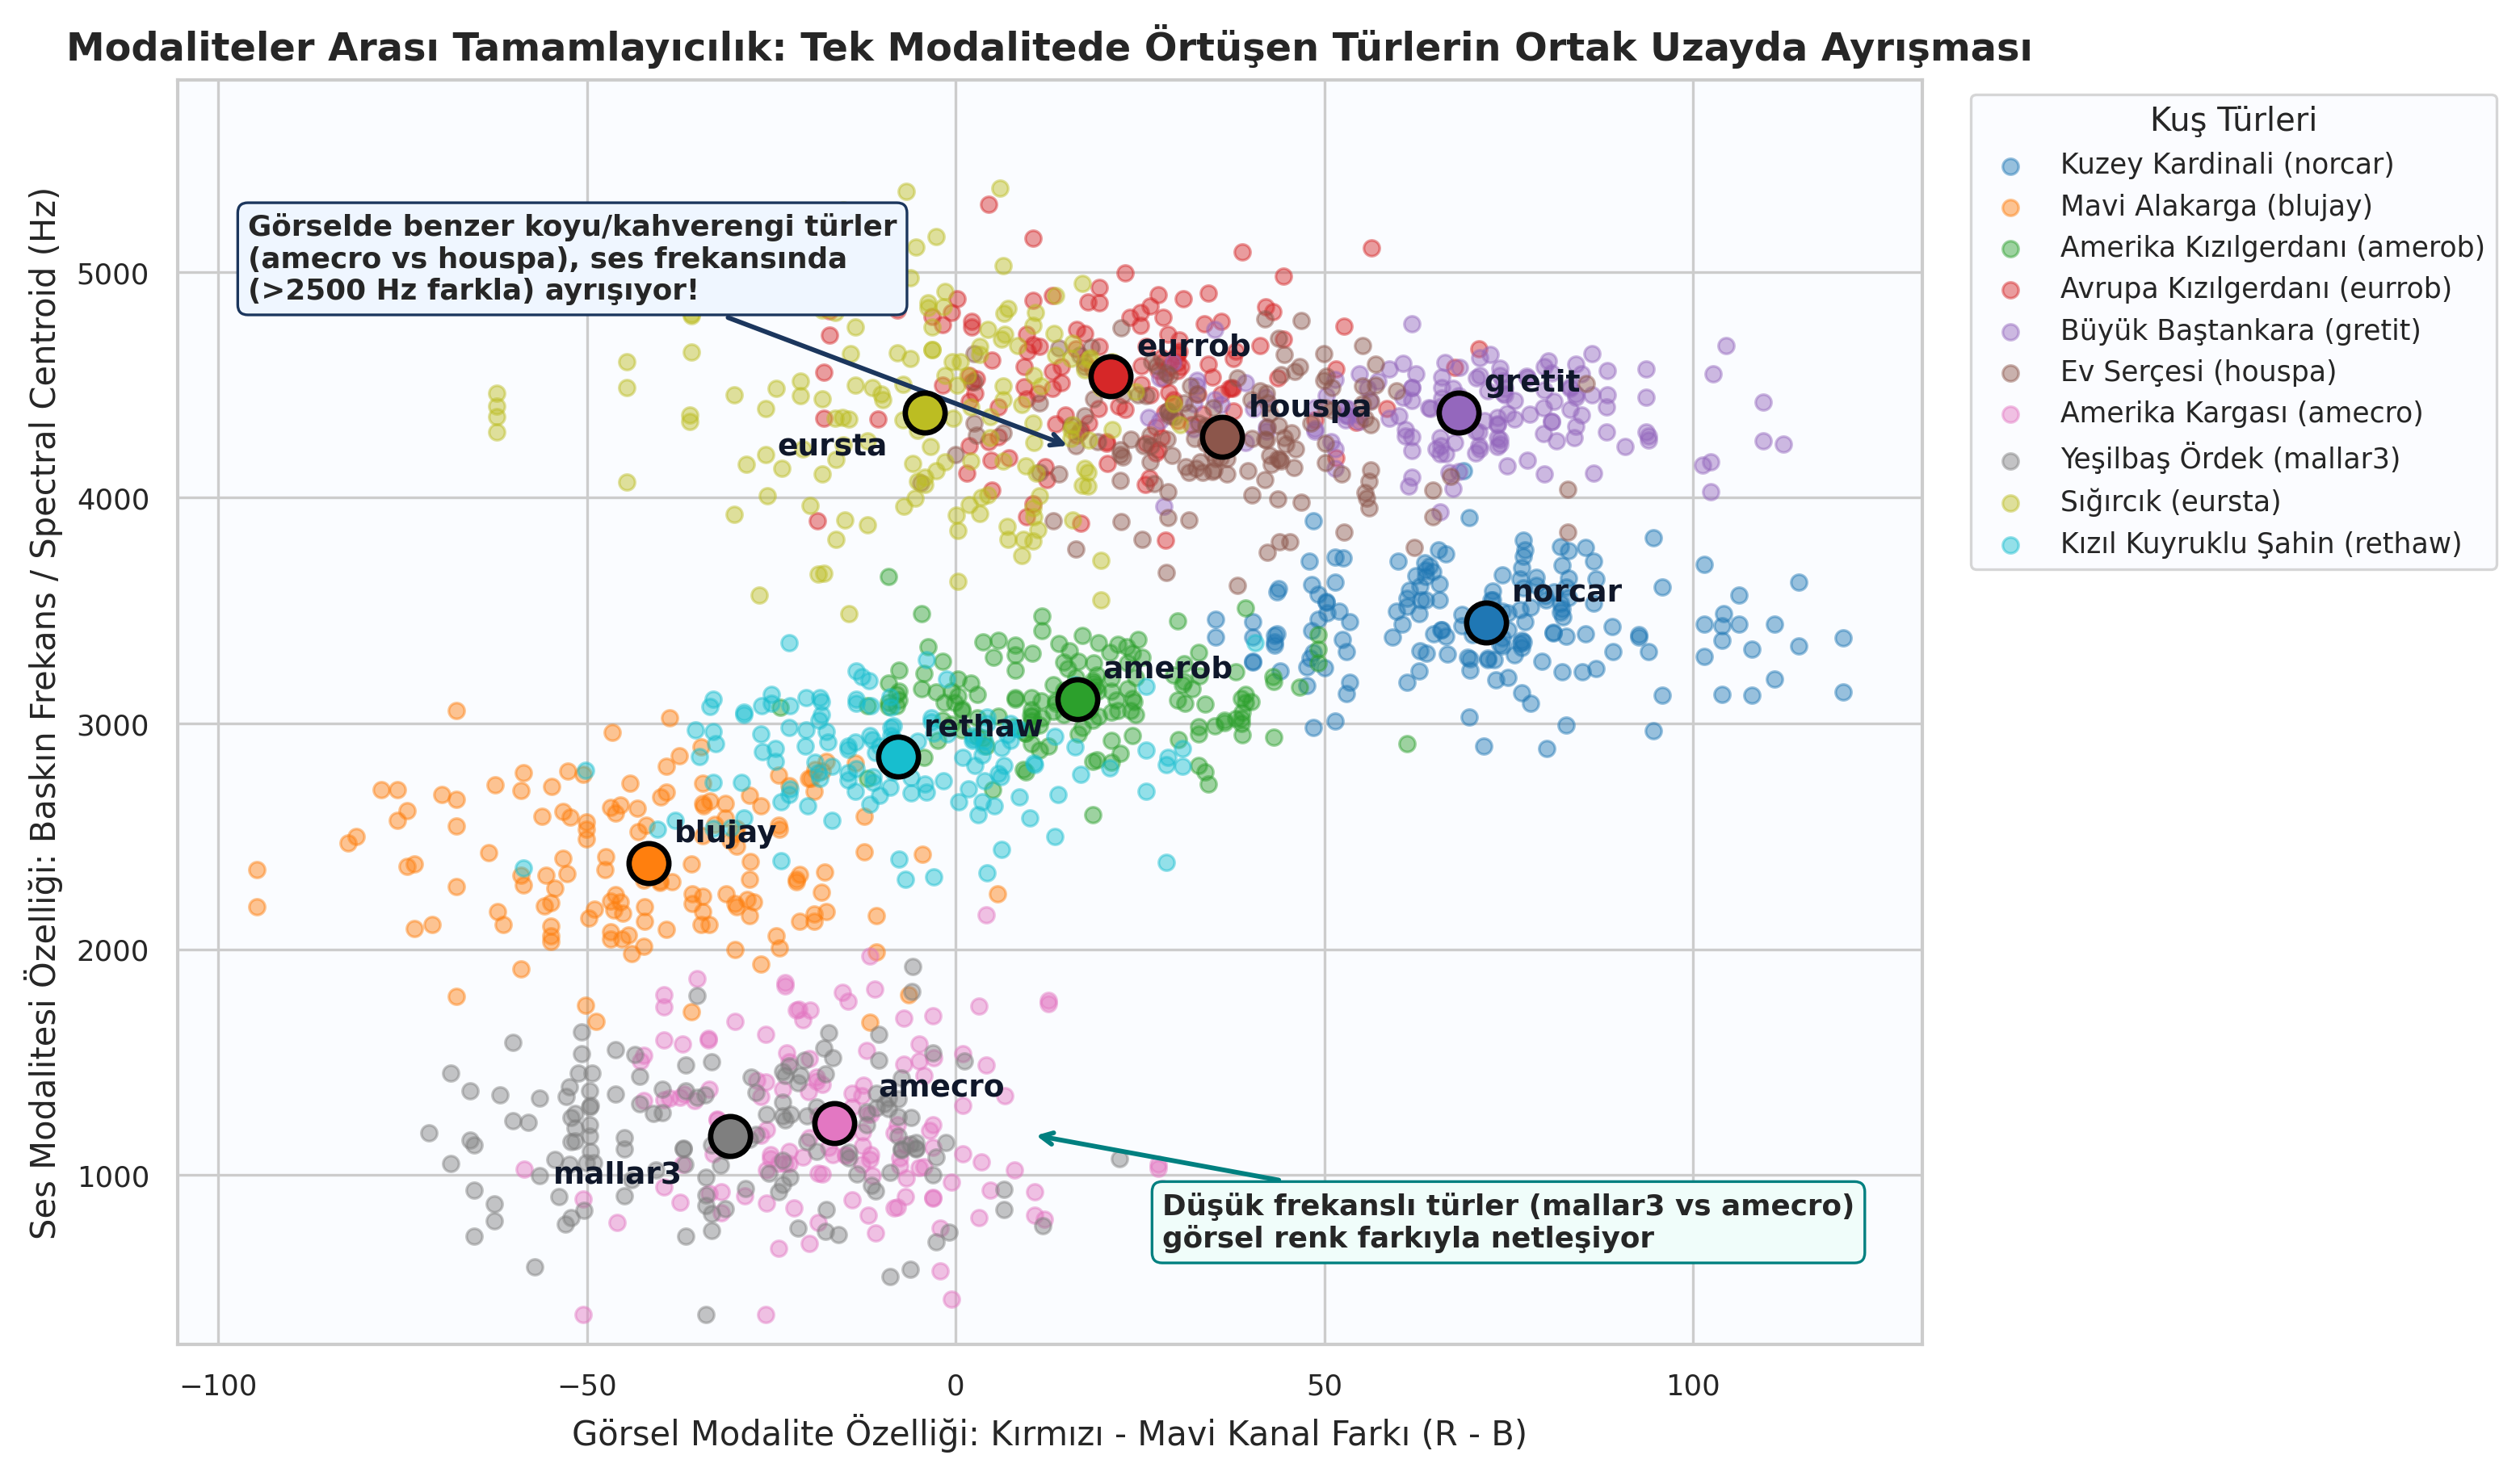 Modaliteler Arası Tamamlayıcılık: Tek Modalitede Örtüşen Türlerin Ortak Uzayda Ayrışması
Ses Modalitesi Özelliği: Baskın Frekans / Spectral Centroid (Hz)
5000
4000
3000
2000
1000
Görselde benzer koyu/kahverengi türler
(amecro vs houspa), ses frekansında
(>2500 Hz farkla) ayrışıyor!
eurrob
gretit
houspa
eursta
norcar
amerob
rethaw
blujay
amecro
mallar3
Düşük frekanslı türler (mallar3 vs amecro)
görsel renk farkıyla netleşiyor
−100
−50
0
50
100
Görsel Modalite Özelliği: Kırmızı - Mavi Kanal Farkı (R - B)
Kuş Türleri
Kuzey Kardinali (norcar)
Mavi Alakarga (blujay)
Amerika Kızılgerdanı (amerob)
Avrupa Kızılgerdanı (eurrob)
Büyük Baştankara (gretit)
Ev Serçesi (houspa)
Amerika Kargası (amecro)
Yeşilbaş Ördek (mallar3)
Sığırcık (eursta)
Kızıl Kuyruklu Şahin (rethaw)